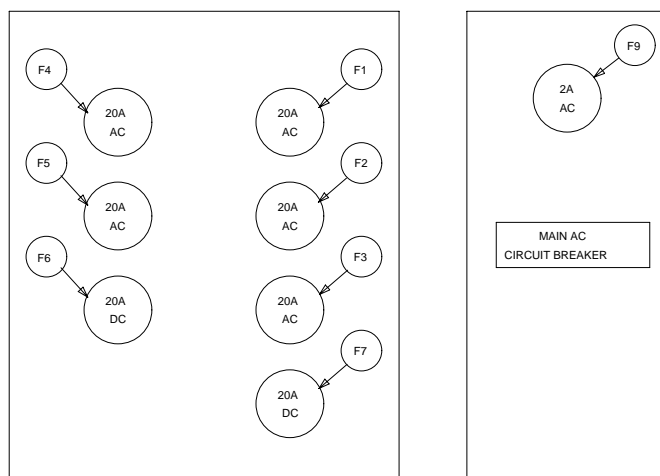 F4
F1
20A
AC
20A
AC
F5
F2
20A
AC
20A
AC
F6
F3
20A
DC
20A
AC
F7
20A
DC
F9
2A
AC
MAIN AC
CIRCUIT BREAKER